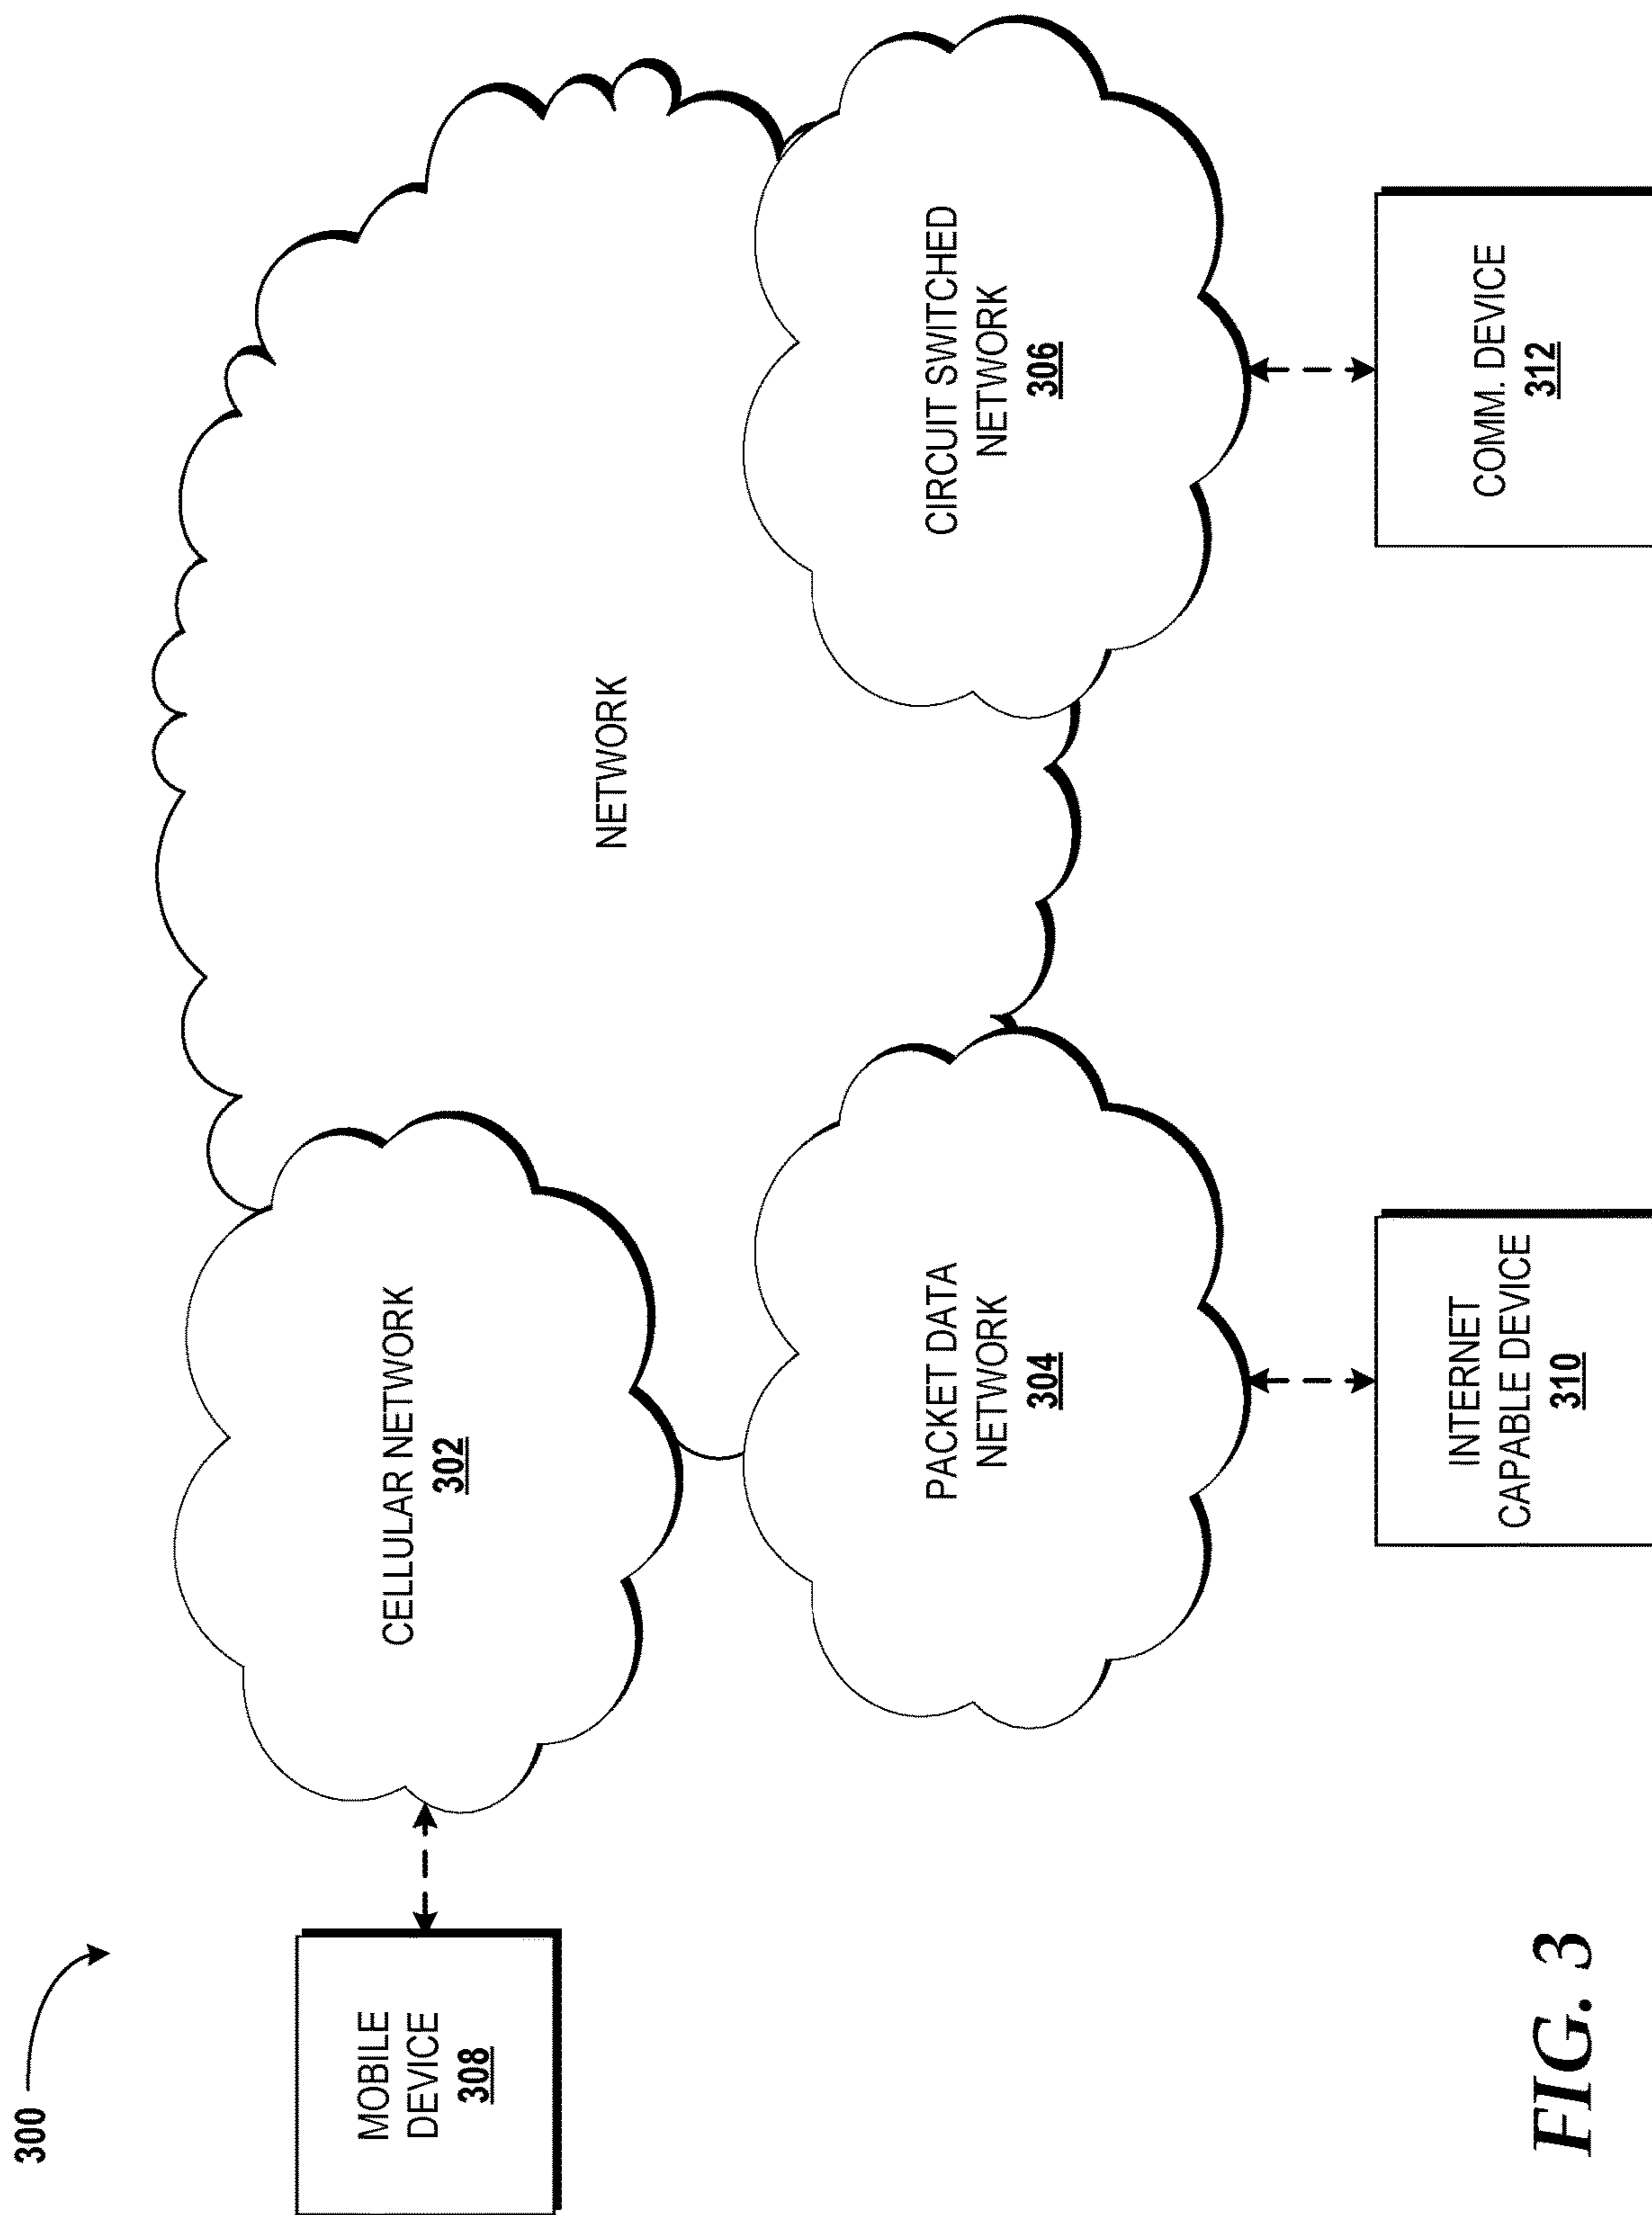 300
MOBILE
DEVICE
308
CELLULAR NETWORK
302
NETWORK
PACKET DATA
NETWORK
304
CIRCUIT SWITCHED
NETWORK
306
INTERNET
CAPABLE DEVICE
310
COMM. DEVICE
312
FIG. 3